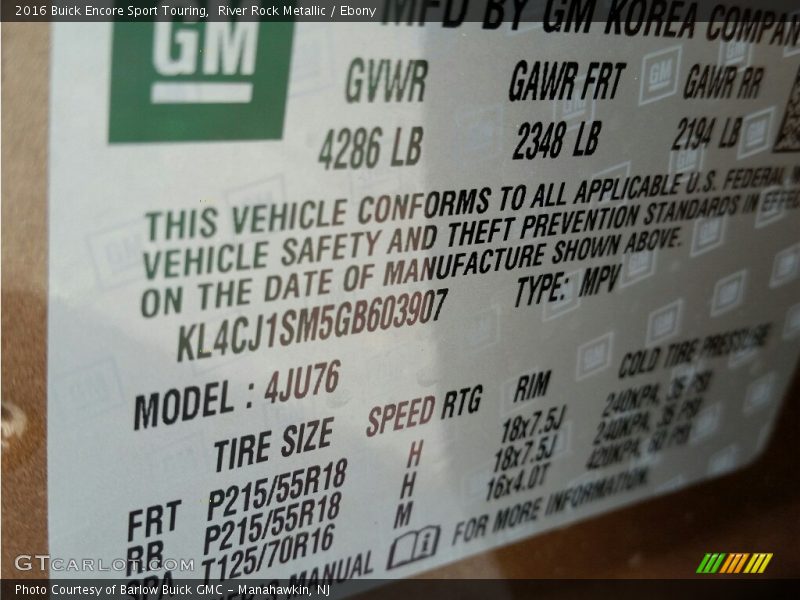 2016 Buick Encore Sport Touring, River Rock Metallic / Ebony
MFD BY GM KOREA COMPAN
GM
GVWR GAWR FRT GAWR RR
4286 LB 2348 LB 2194 LB
THIS VEHICLE CONFORMS TO ALL APPLICABLE U.S. FEDERAL
VEHICLE SAFETY AND THEFT PREVENTION STANDARDS IN EFFEC
ON THE DATE OF MANUFACTURE SHOWN ABOVE.
KL4CJ1SM5GB603907 TYPE: MPV
MODEL : 4JU76
TIRE SIZE SPEED RTG RIM COLD TIRE PRESSURE
FRT P215/55R18 H 18x7.5J 240KPA, 35 PSI
RR P215/55R18 H 18x7.5J 240KPA, 35 PSI
SPA T125/70R16 M 16x4.0T 420KPA, 60 PSI
MANUAL i FOR MORE INFORMATION.
GTCARLOT.COM
Photo Courtesy of Barlow Buick GMC – Manahawkin, NJ